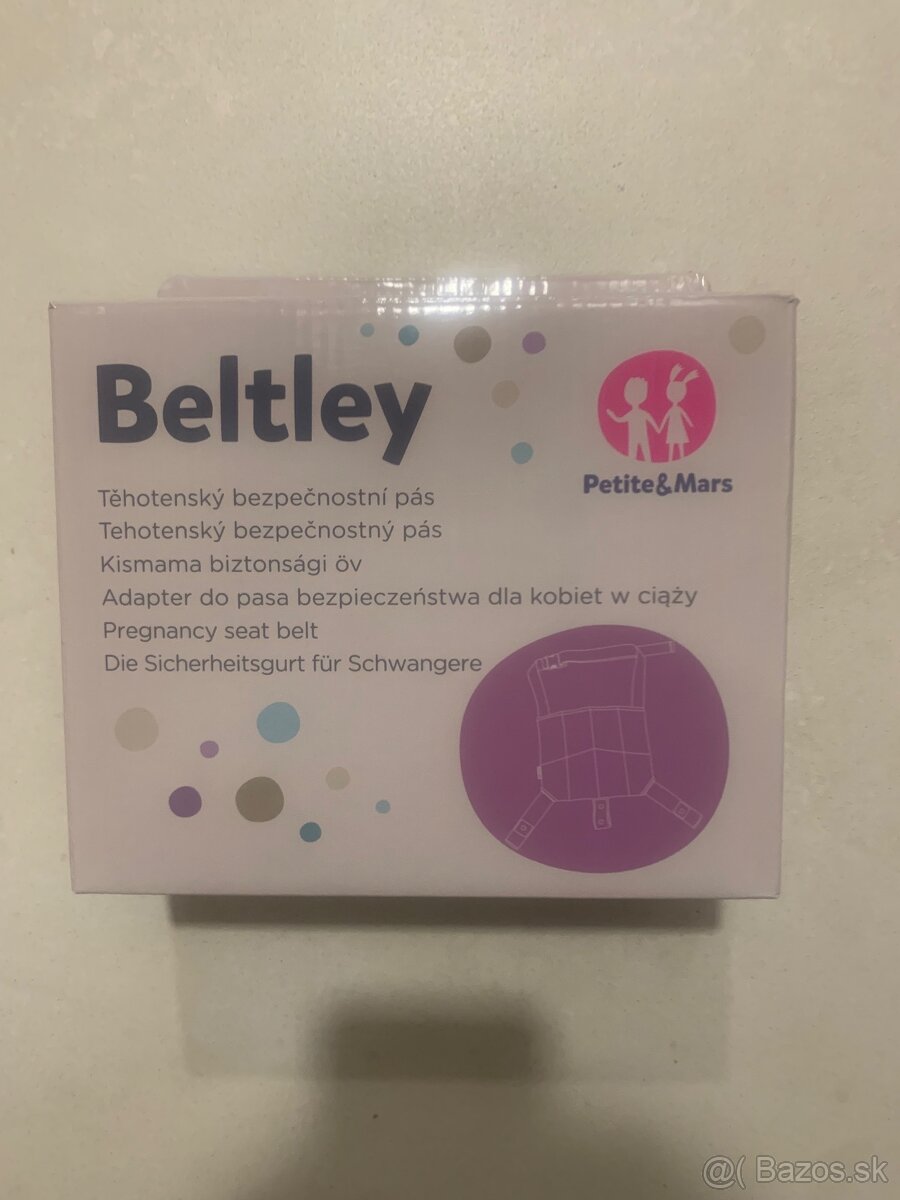 Beltley
Petite&Mars
Těhotenský bezpečnostní pás
Tehotenský bezpečnostný pás
Kismama biztonsági öv
Adapter do pasa bezpieczeństwa dla kobiet w ciąży
Pregnancy seat belt
Die Sicherheitsgurt für Schwangere
@( Bazos.sk